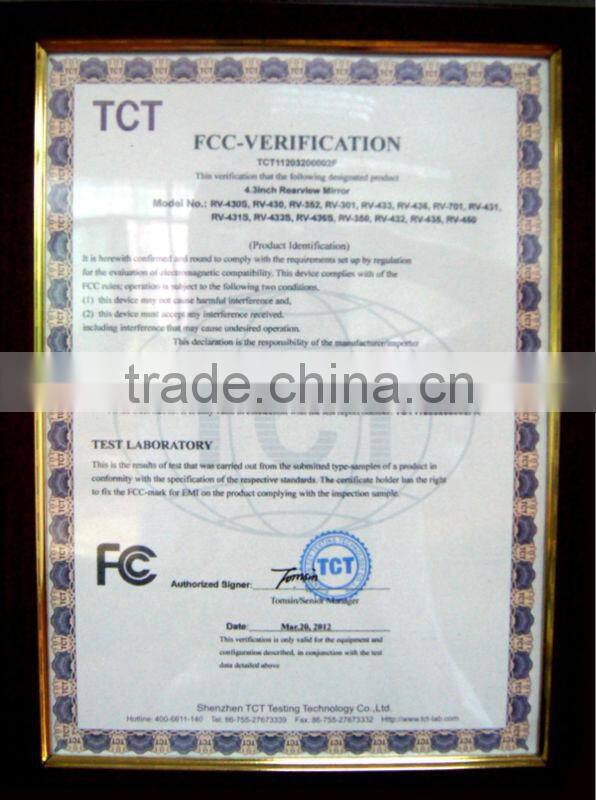 TCT
FCC-VERIFICATION
TCT11203200002F
This verification that the following designated product
4.3inch Rearview Mirror
Model No.: RV-430S, RV-430, RV-352, RV-301, RV-433, RV-436, RV-701, RV-431,
RV-431S, RV-433S, RV-436S, RV-350, RV-432, RV-435, RV-450
(Product Identification)
It is herewith confirmed and round to comply with the requirements set up by regulation
for the evaluation of electromagnetic compatibility. This device complies with of the
FCC rules; operation is subject to the following two conditions.
(1) this device may not cause harmful interference and,
(2) this device must accept any interference received.
including interference that may cause undesired operation.
This declaration is the responsibility of the manufacturer/importer
trade.china.cn
TCT
TEST LABORATORY
This is the results of test that was carried out from the submitted type-samples of a product in
conformity with the specification of the respective standards. The certificate holder has the right
to fix the FCC-mark for EMI on the product complying with the inspection sample.
FC
Authorized Signer: Tomsin
TCT
Tomsin/Senior Manager
Date: Mar.20, 2012
This verification is only valid for the equipment and
configuration described, in conjunction with the test
data detailed above
Shenzhen TCT Testing Technology Co.,Ltd.
Hotline: 400-6611-140 Tel: 86-755-27673339 Fax: 86-755-27673332 Http://www.tct-lab.com